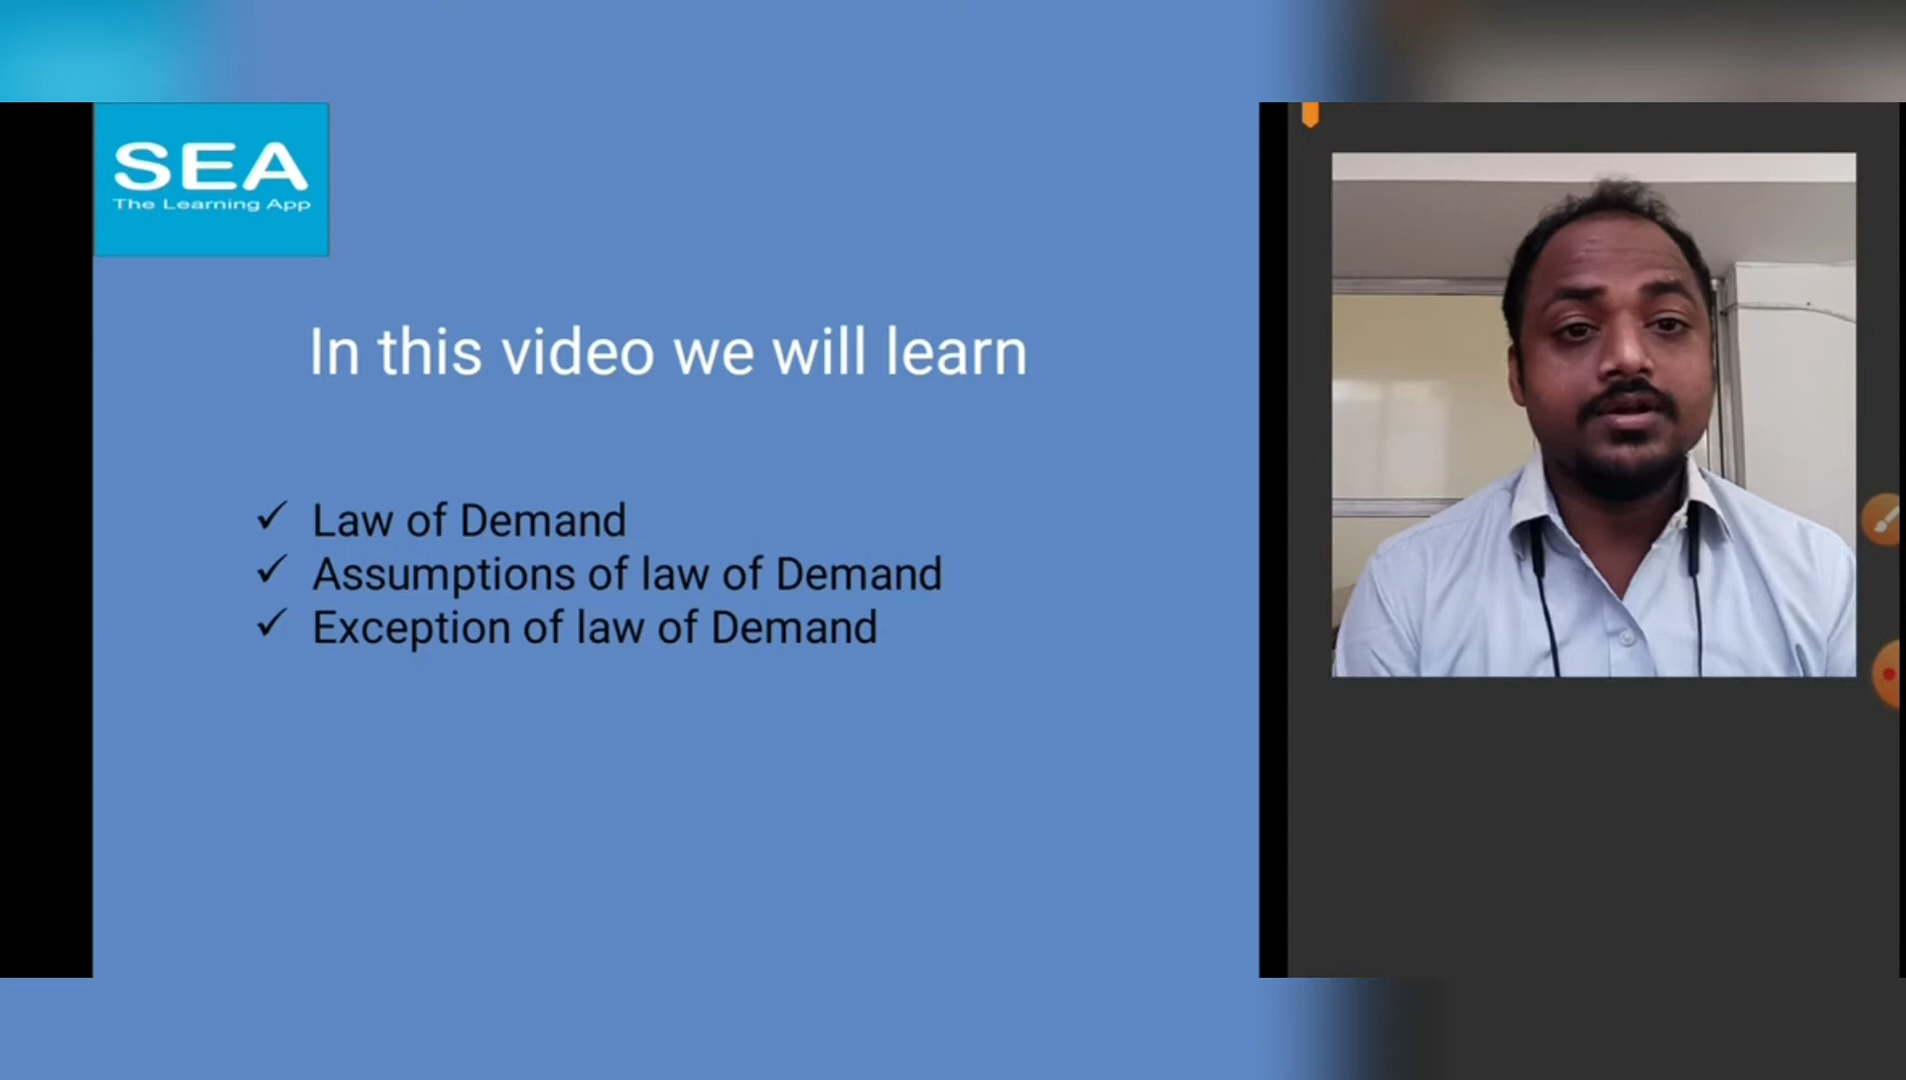 SEA
The Learning App
In this video we will learn
✓ Law of Demand
✓ Assumptions of law of Demand
✓ Exception of law of Demand